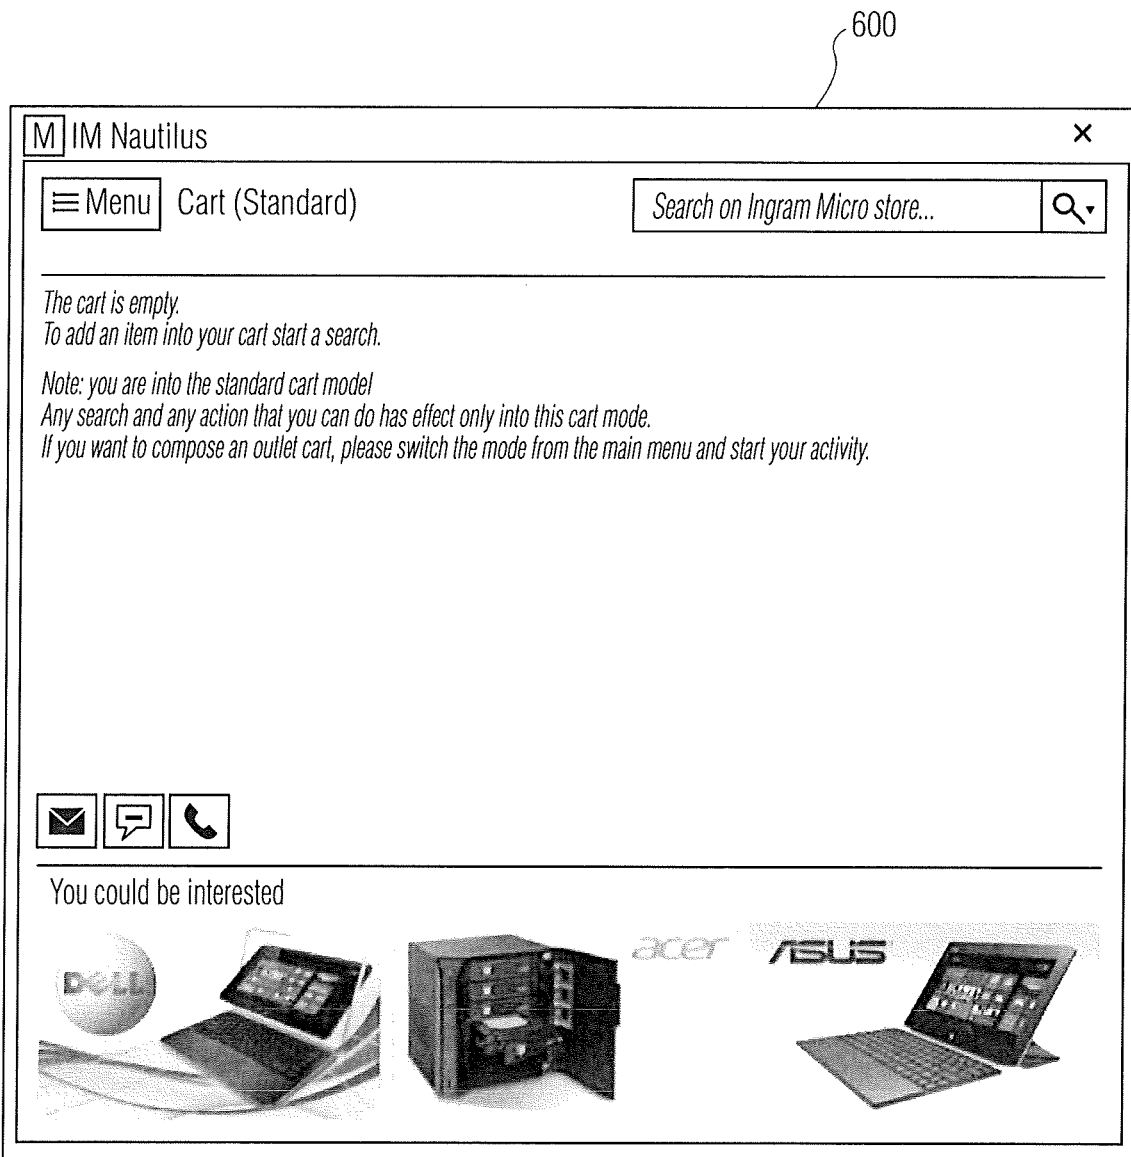 600
M IM Nautilus
Menu Cart (Standard) Search on Ingram Micro store...
The cart is empty.
To add an item into your cart start a search.
Note: you are into the standard cart model
Any search and any action that you can do has effect only into this cart mode.
If you want to compose an outlet cart, please switch the mode from the main menu and start your activity.
You could be interested
DELL acer ASUS